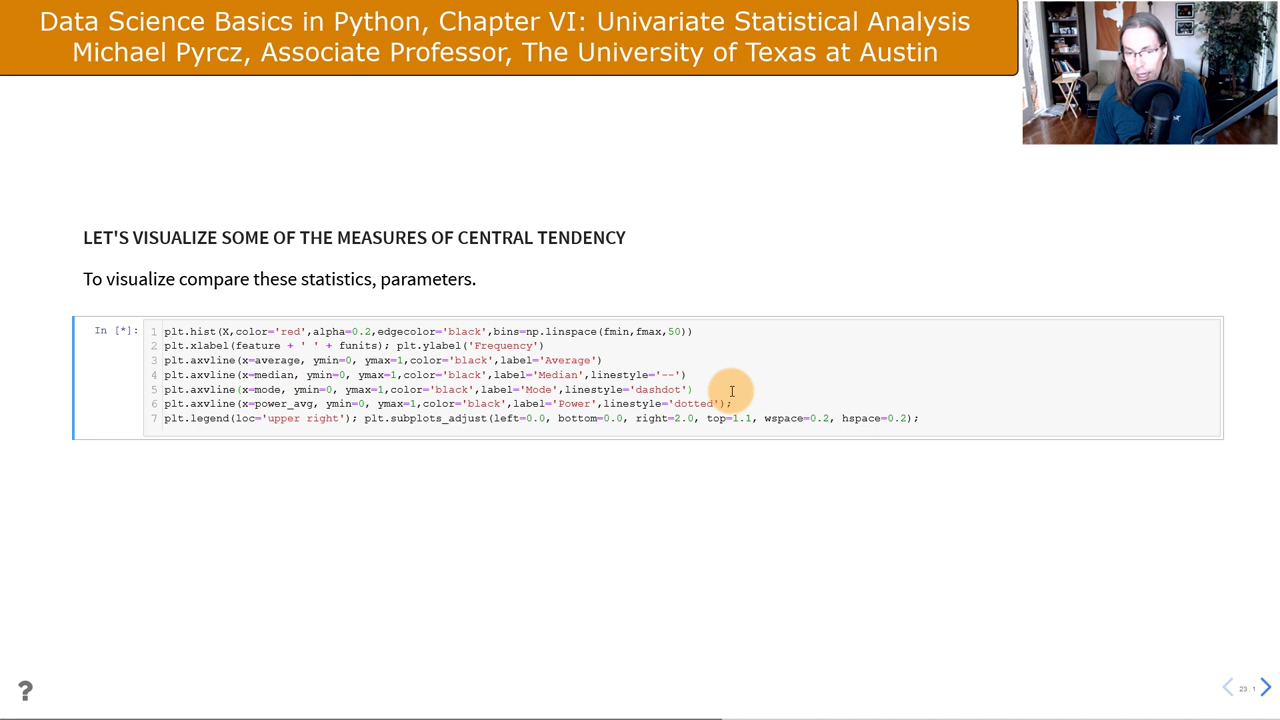 Data Science Basics in Python, Chapter VI: Univariate Statistical Analysis
Michael Pyrcz, Associate Professor, The University of Texas at Austin
LET'S VISUALIZE SOME OF THE MEASURES OF CENTRAL TENDENCY
To visualize compare these statistics, parameters.
In [*]:
1 plt.hist(X,color='red',alpha=0.2,edgecolor='black',bins=np.linspace(fmin,fmax,50))
2 plt.xlabel(feature + ' ' + funits); plt.ylabel('Frequency')
3 plt.axvline(x=average, ymin=0, ymax=1,color='black',label='Average')
4 plt.axvline(x=median, ymin=0, ymax=1,color='black',label='Median',linestyle='--')
5 plt.axvline(x=mode, ymin=0, ymax=1,color='black',label='Mode',linestyle='dashdot')
6 plt.axvline(x=power_avg, ymin=0, ymax=1,color='black',label='Power',linestyle='dotted');
7 plt.legend(loc='upper right'); plt.subplots_adjust(left=0.0, bottom=0.0, right=2.0, top=1.1, wspace=0.2, hspace=0.2);
?
23.1